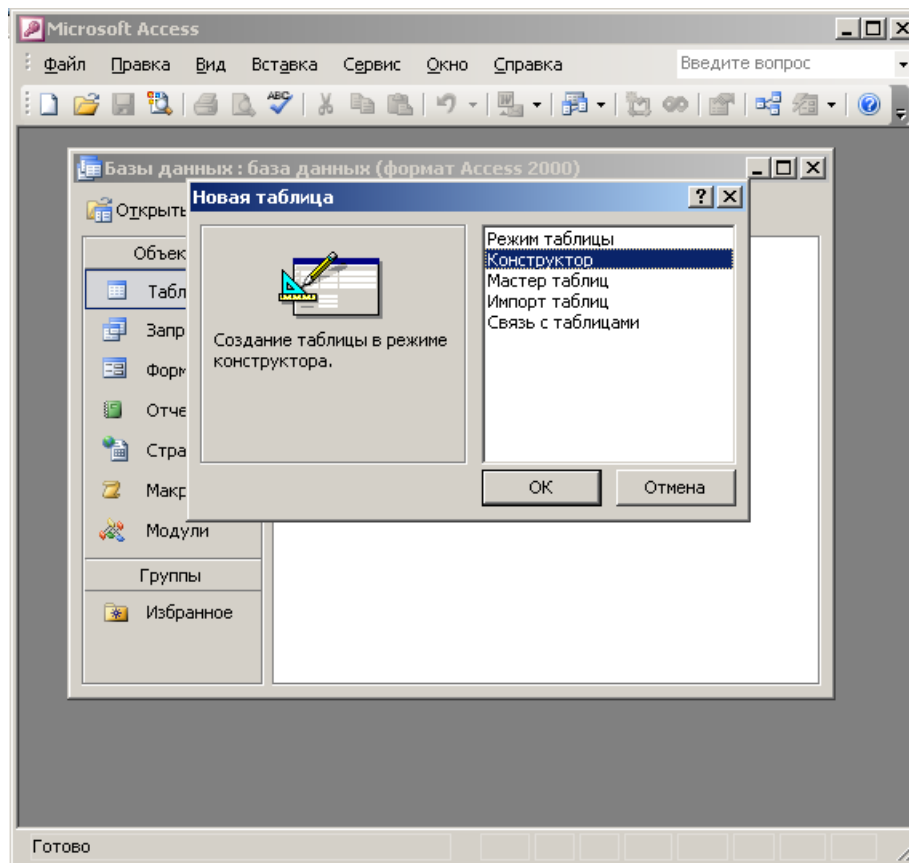 Microsoft Access
Файл Правка Вид Вставка Сервис Окно Справка Введите вопрос
ABC
Базы данных : база данных (формат Access 2000)
Новая таблица
Открыть
Объек
Режим таблицы
Конструктор
Мастер таблиц
Импорт таблиц
Связь с таблицами
Создание таблицы в режиме
конструктора.
Табл
Запр
Форм
Отче
Стра
Макр
Модули
OK Отмена
Группы
Избранное
Готово